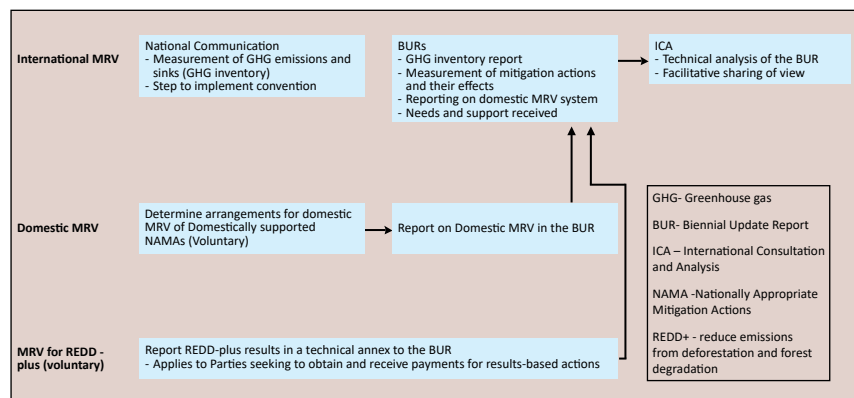 International MRV
National Communication
- Measurement of GHG emissions and
sinks (GHG inventory)
- Step to implement convention
BURs
- GHG inventory report
- Measurement of mitigation actions
and their effects
- Reporting on domestic MRV system
- Needs and support received
ICA
- Technical analysis of the BUR
- Facilitative sharing of view
Domestic MRV
Determine arrangements for domestic
MRV of Domestically supported
NAMAs (Voluntary)
Report on Domestic MRV in the BUR
MRV for REDD -
plus (voluntary)
Report REDD-plus results in a technical annex to the BUR
- Applies to Parties seeking to obtain and receive payments for results-based actions
GHG- Greenhouse gas
BUR- Biennial Update Report
ICA – International Consultation
and Analysis
NAMA -Nationally Appropriate
Mitigation Actions
REDD+ - reduce emissions
from deforestation and forest
degradation